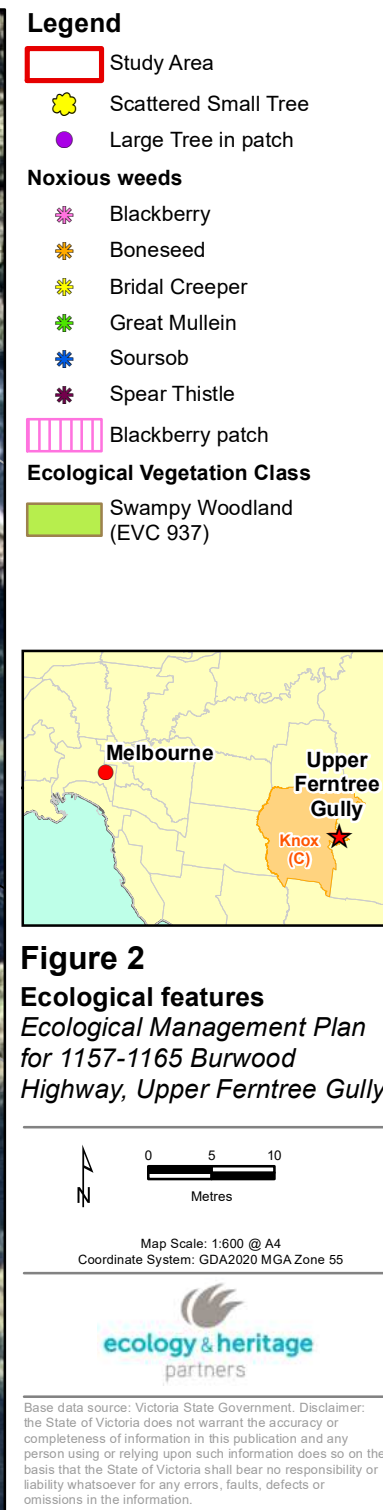 Legend
Study Area
Scattered Small Tree
Large Tree in patch
Noxious weeds
Blackberry
Boneseed
Bridal Creeper
Great Mullein
Soursob
Spear Thistle
Blackberry patch
Ecological Vegetation Class
Swampy Woodland
(EVC 937)
Melbourne
Upper
Ferntree
Gully
Knox
(C)
Figure 2
Ecological features
Ecological Management Plan
for 1157-1165 Burwood
Highway, Upper Ferntree Gully
0 5 10
N
Metres
Map Scale: 1:600 @ A4
Coordinate System: GDA2020 MGA Zone 55
ecology & heritage
partners
Base data source: Victoria State Government. Disclaimer:
the State of Victoria does not warrant the accuracy or
completeness of information in this publication and any
person using or relying upon such information does so on the
basis that the State of Victoria shall bear no responsibility or
liability whatsoever for any errors, faults, defects or
omissions in the information.